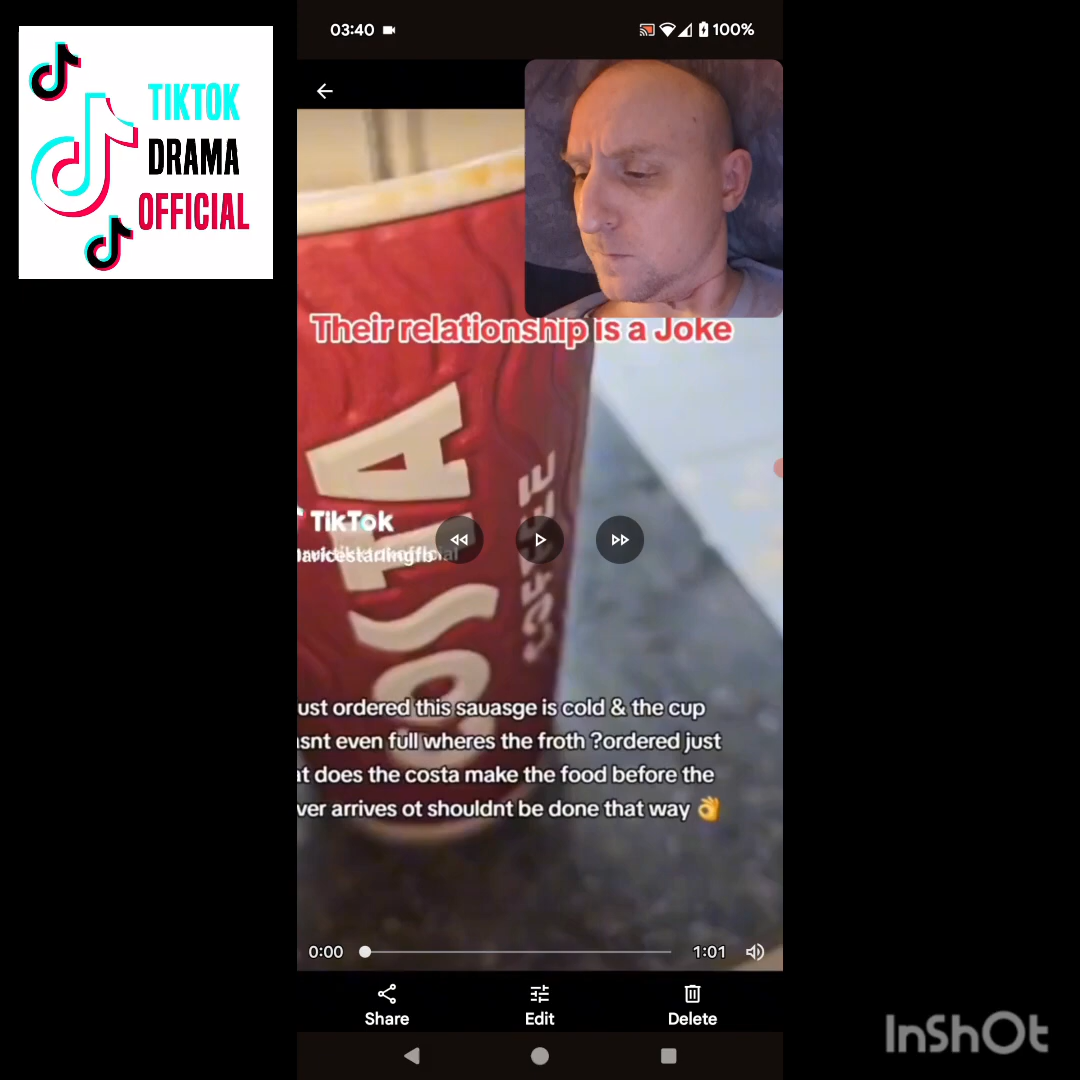 03:40
100%
TIKTOK
DRAMA
OFFICIAL
Their relationship is a Joke
COSTA
COFFEE
TikTok
ust ordered this sauasge is cold & the cup
snt even full wheres the froth ?ordered just
t does the costa make the food before the
ver arrives ot shouldnt be done that way 👌
0:00
1:01
Share
Edit
Delete
InShOt